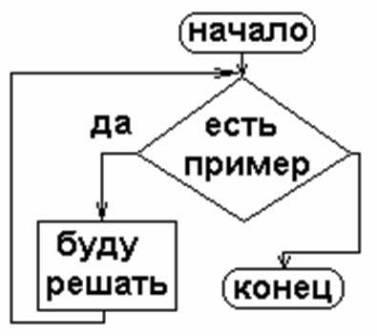 начало
да
есть
пример
буду
решать
конец